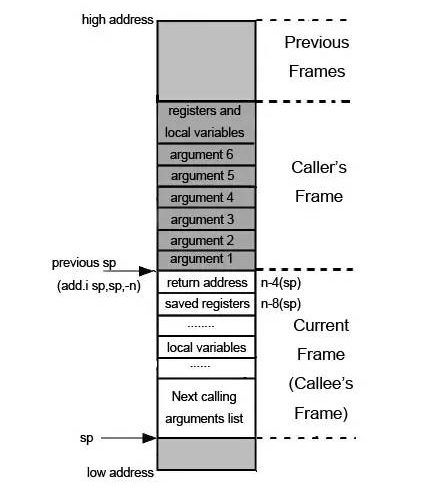 high address
Previous
Frames
registers and
local variables
argument 6
argument 5
Caller's
Frame
argument 4
argument 3
argument 2
argument 1
previous sp
(add.i sp,sp,-n)
return address
n-4(sp)
saved registers
n-8(sp)
........
local variables
......
Current
Frame
(Callee's
Frame)
Next calling
arguments list
sp
low address